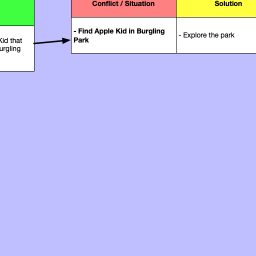 Conflict / Situation
Solution
Kid that
urgling
- Find Apple Kid in Burgling
Park
- Explore the park